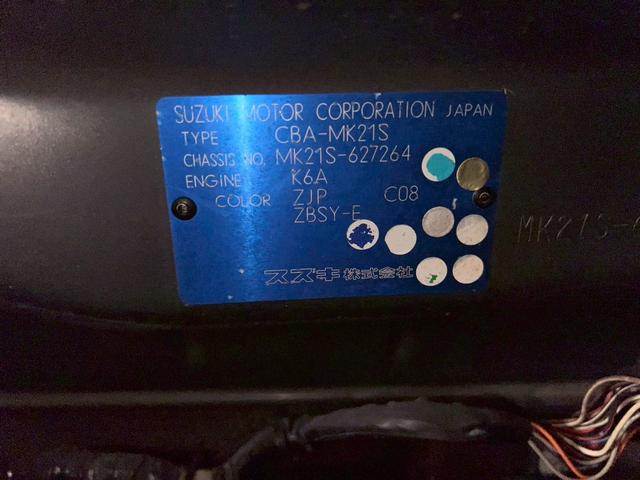 SUZUKI MOTOR CORPORATION JAPAN
TYPE CBA-MK21S
CHASSIS NO. MK21S-627264
ENGINE K6A
COLOR ZJP C08
ZBSY-E
スズキ株式会社
MK21S-